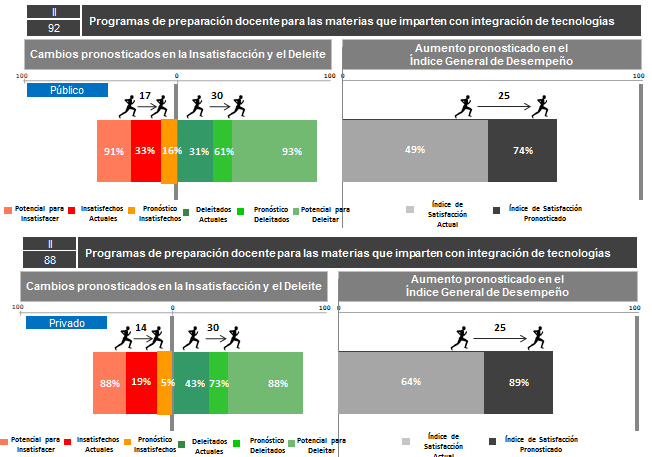 II
92
Programas de preparación docente para las materias que imparten con integración de tecnologías
Cambios pronosticados en la Insatisfacción y el Deleite
Aumento pronosticado en el
Índice General de Desempeño
100 0 100 0 100
Público
17 30 25
91% 33% 16% 31% 61% 93% 49% 74%
Potencial para Insatisfacer
Insatisfechos Actuales
Pronóstico Insatisfechos
Deleitados Actuales
Pronóstico Deleitados
Potencial para Deleitar
Índice de Satisfacción Actual
Índice de Satisfacción Pronosticado
II
88
Programas de preparación docente para las materias que imparten con integración de tecnologías
Cambios pronosticados en la Insatisfacción y el Deleite
Aumento pronosticado en el
Índice General de Desempeño
100 0 100 0 100
Privado
14 30 25
88% 19% 5% 43% 73% 88% 64% 89%
Potencial para Insatisfacer
Insatisfechos Actuales
Pronóstico Insatisfechos
Deleitados Actuales
Pronóstico Deleitados
Potencial para Deleitar
Índice de Satisfacción Actual
Índice de Satisfacción Pronosticado